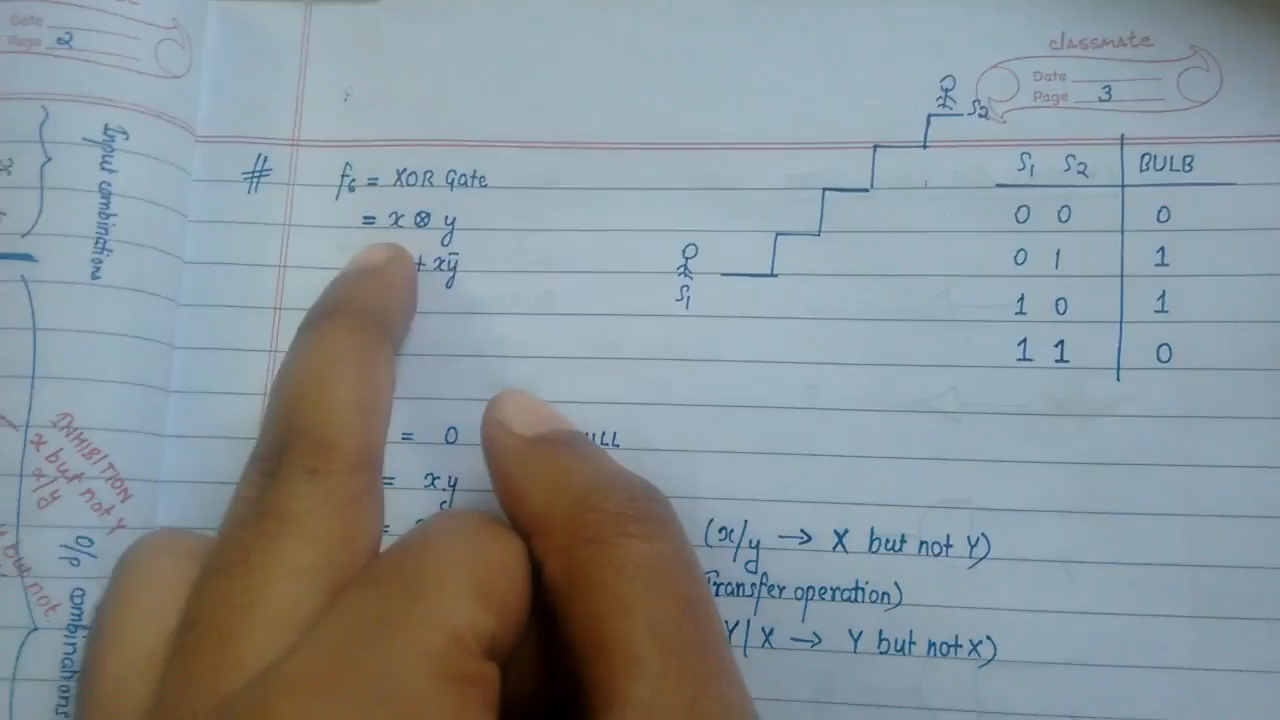 Date
Page 2
Input combinations
INHIBITION
x but not y
x/y
but not
O/p combinations
classmate
Date
Page 3
# f₆ = XOR Gate
= x ⊗ y
+ xȳ
S₂
S₁
S₁ S₂ BULB
0 0 0
0 1 1
1 0 1
1 1 0
= 0
= x.y
=
(x/y → X but not Y)
Transfer operation)
Y/X → Y but not X)